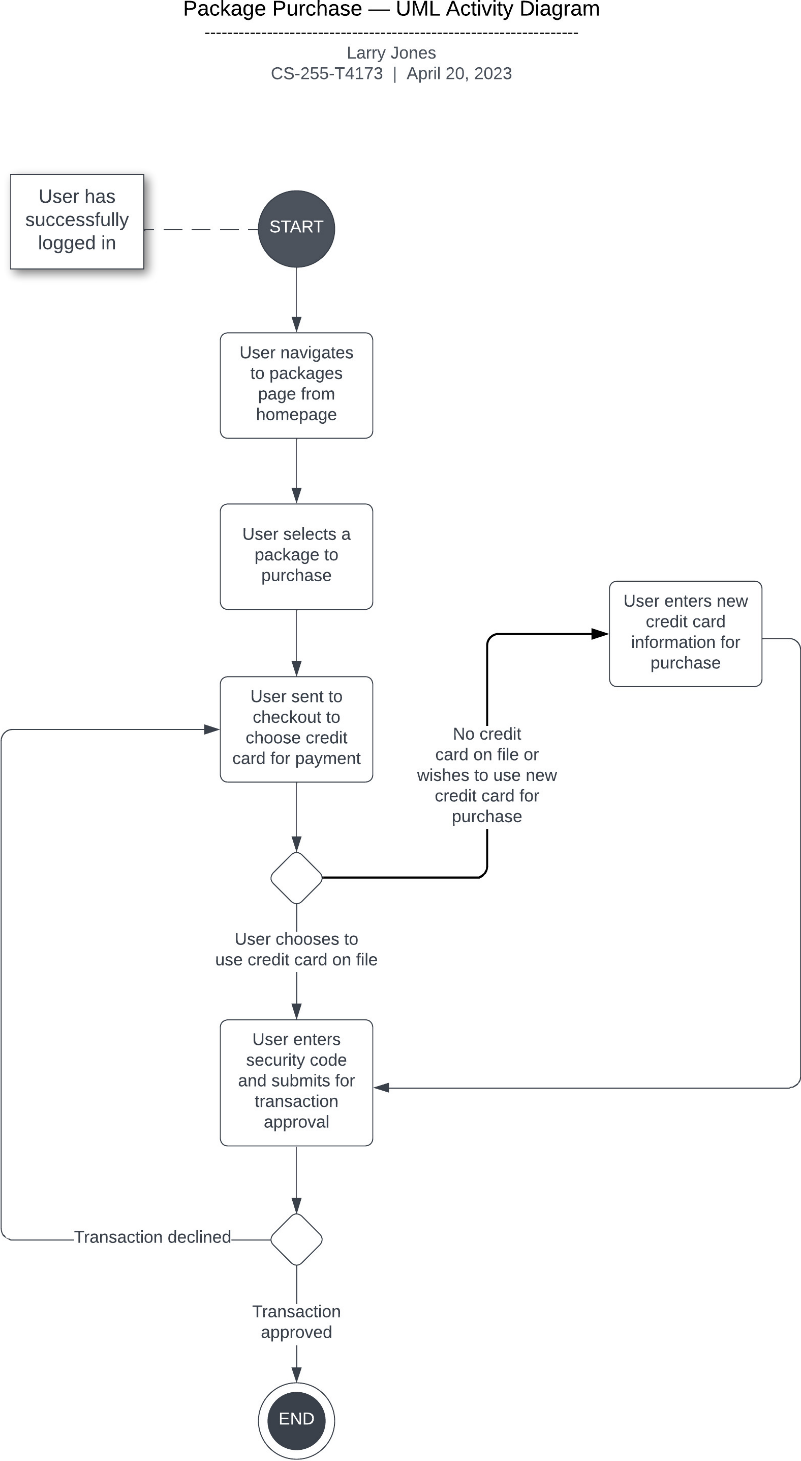 Package Purchase — UML Activity Diagram
-----------------------------------------------------------------
Larry Jones
CS-255-T4173 | April 20, 2023
User has
successfully
logged in
START
User navigates
to packages
page from
homepage
User selects a
package to
purchase
User enters new
credit card
information for
purchase
User sent to
checkout to
choose credit
card for payment
No credit
card on file or
wishes to use new
credit card for
purchase
User chooses to
use credit card on file
User enters
security code
and submits for
transaction
approval
Transaction declined
Transaction
approved
END